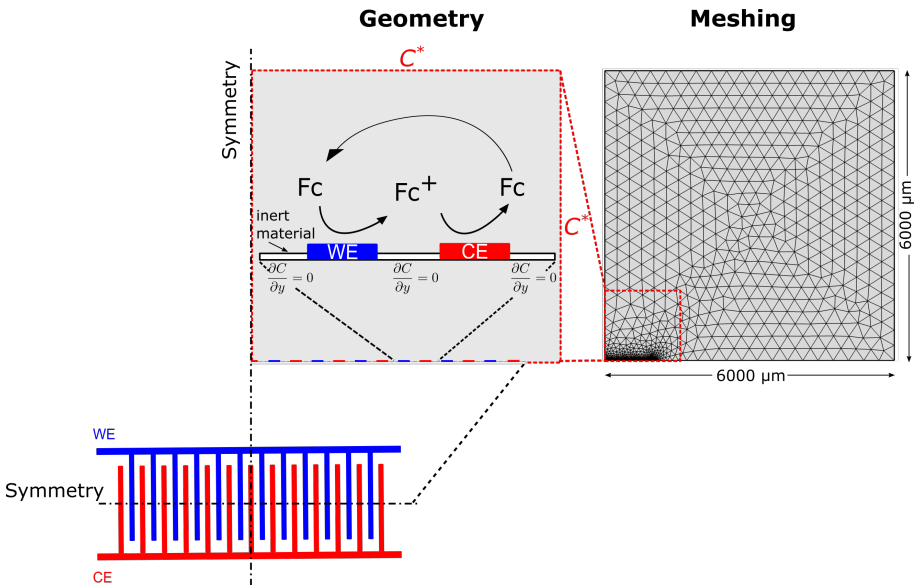 Geometry
Meshing
Symmetry
C*
Fc
Fc⁺
Fc
inert
material
WE
CE
∂C/∂y = 0
∂C/∂y = 0
∂C/∂y = 0
C*
6000 µm
6000 µm
WE
Symmetry
CE